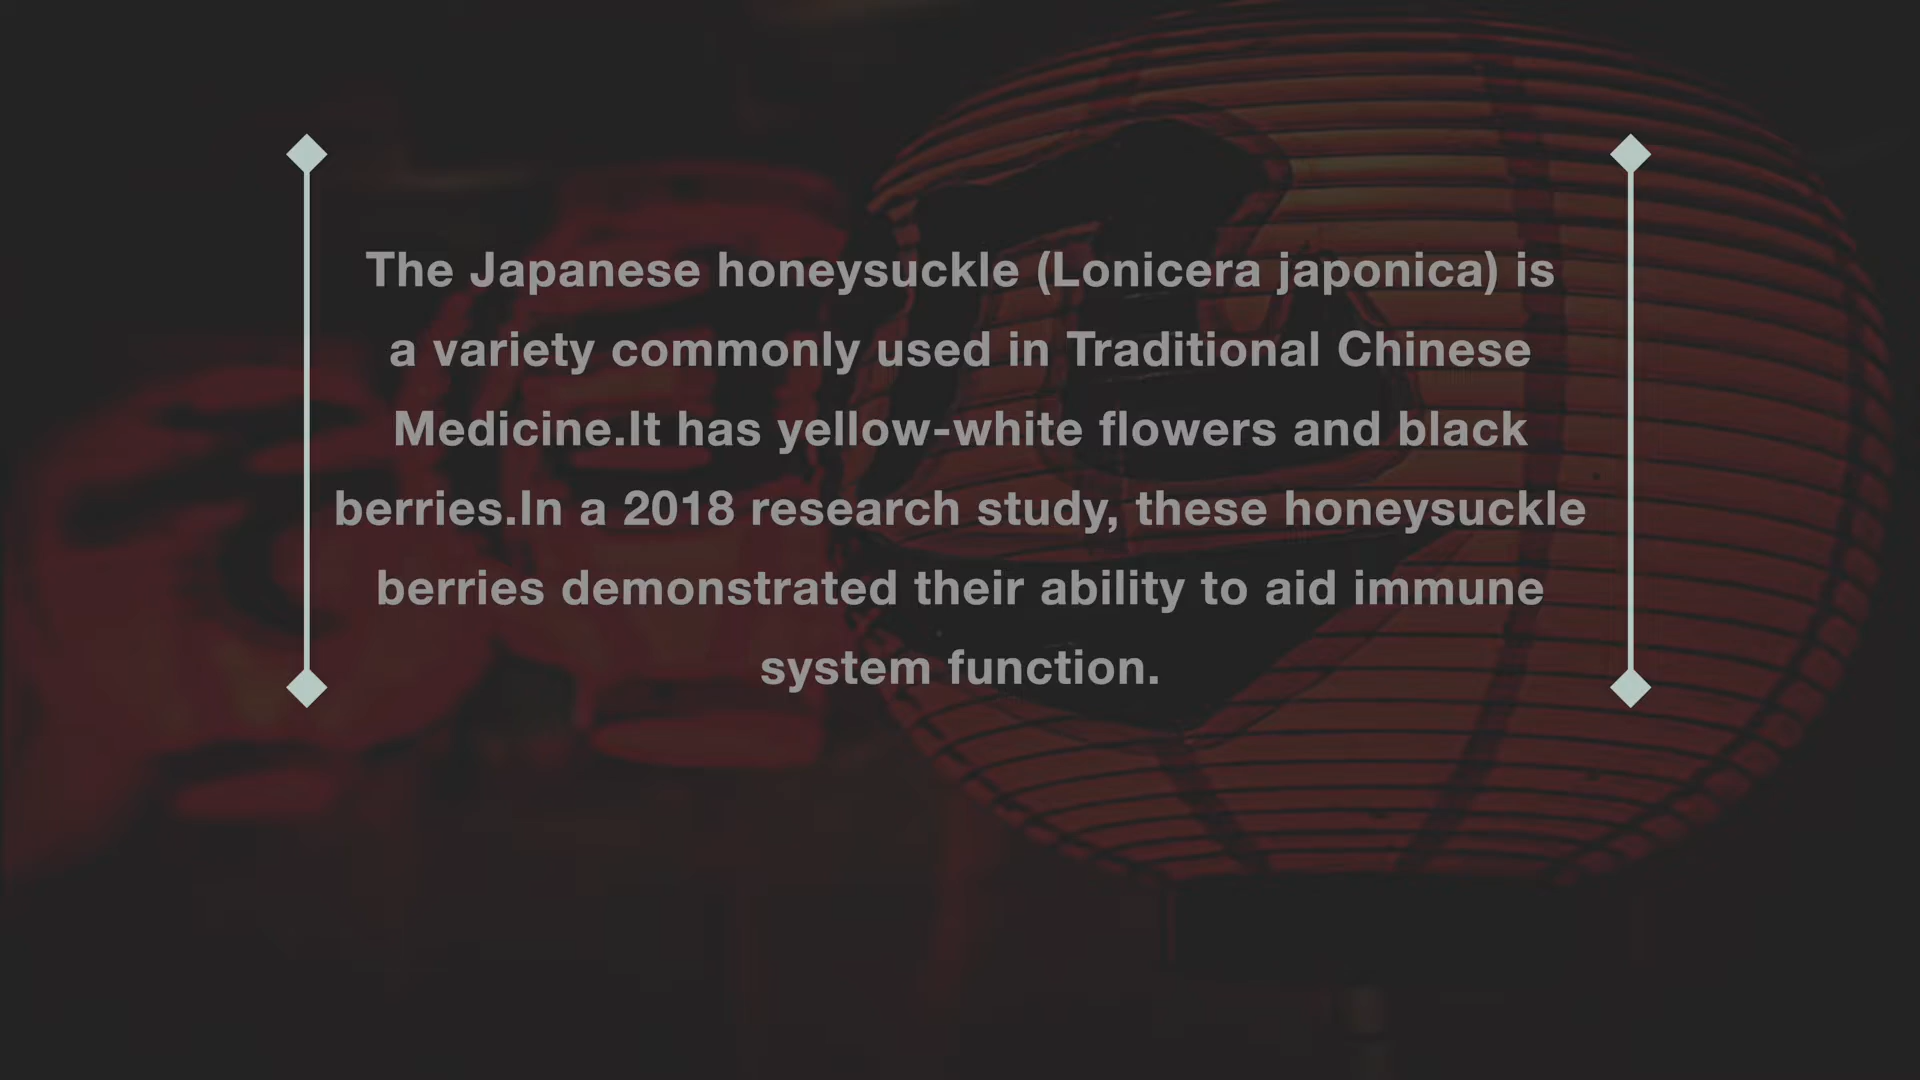 The Japanese honeysuckle (Lonicera japonica) is
a variety commonly used in Traditional Chinese
Medicine.It has yellow-white flowers and black
berries.In a 2018 research study, these honeysuckle
berries demonstrated their ability to aid immune
system function.